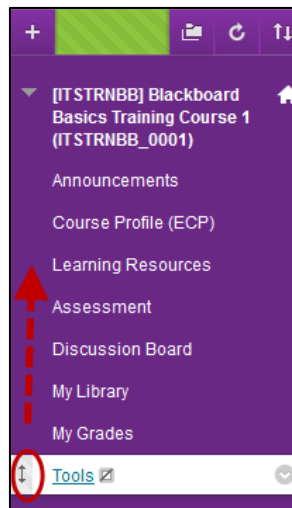 [ITSTRNBB] Blackboard
Basics Training Course 1
(ITSTRNBB_0001)
Announcements
Course Profile (ECP)
Learning Resources
Assessment
Discussion Board
My Library
My Grades
Tools